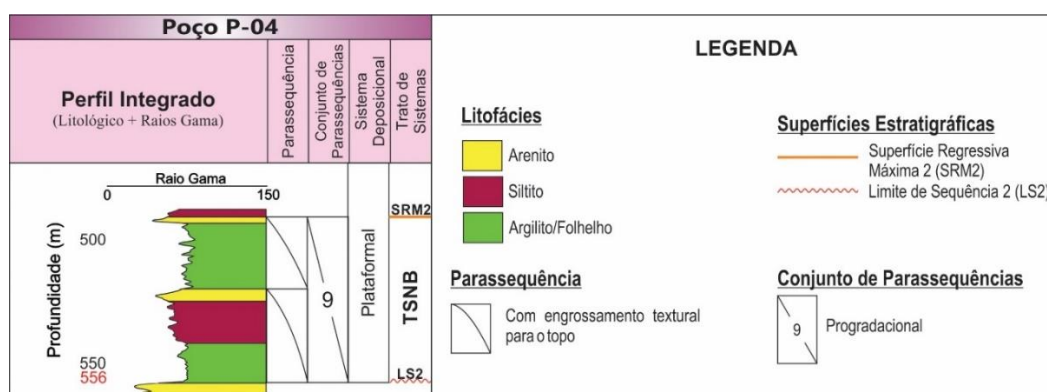 Poço P-04
Perfil Integrado
(Litológico + Raios Gama)
Parassequência
Conjunto de
Parassequências
Sistema
Deposicional
Trato de
Sistemas
Raio Gama
0
150
Profundidade (m)
500
550
556
9
Plataformal
SRM2
TSNB
LS2
LEGENDA
Litofácies
Arenito
Siltito
Argilito/Folhelho
Superfícies Estratigráficas
Superfície Regressiva
Máxima 2 (SRM2)
Limite de Sequência 2 (LS2)
Parassequência
Com engrossamento textural
para o topo
Conjunto de Parassequências
9
Progradacional